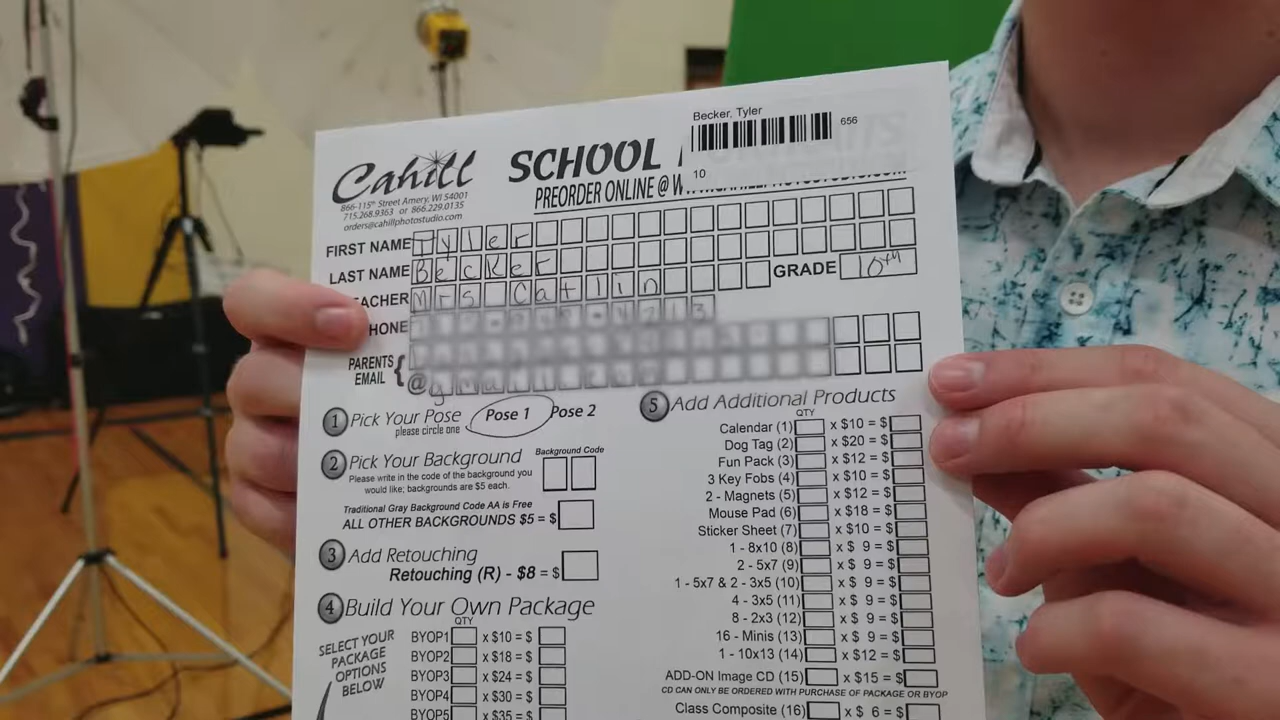 Becker, Tyler
656
10
Cahill
866-115th Street Amery, WI 54001
715.268.9363 or 866.229.0135
orders@cahillphotostudio.com
SCHOOL
PREORDER ONLINE @
FIRST NAME Tyler
LAST NAME Becker
TEACHER Mrs Catlin GRADE 10th
PHONE
PARENTS EMAIL
1 Pick Your Pose Pose 1 Pose 2
please circle one
2 Pick Your Background Background Code
Please write in the code of the background you
would like; backgrounds are $5 each.
Traditional Gray Background Code AA is Free
ALL OTHER BACKGROUNDS $5 = $
3 Add Retouching
Retouching (R) - $8 = $
4 Build Your Own Package
QTY
SELECT YOUR
PACKAGE
OPTIONS
BELOW
BYOP1 x $10 = $
BYOP2 x $18 = $
BYOP3 x $24 = $
BYOP4 x $30 = $
BYOP5 x $35 = $
5 Add Additional Products
QTY
Calendar (1) x $10 = $
Dog Tag (2) x $20 = $
Fun Pack (3) x $12 = $
3 Key Fobs (4) x $10 = $
2 - Magnets (5) x $12 = $
Mouse Pad (6) x $18 = $
Sticker Sheet (7) x $10 = $
1 - 8x10 (8) x $ 9 = $
2 - 5x7 (9) x $ 9 = $
1 - 5x7 & 2 - 3x5 (10) x $ 9 = $
4 - 3x5 (11) x $ 9 = $
8 - 2x3 (12) x $ 9 = $
16 - Minis (13) x $ 9 = $
1 - 10x13 (14) x $12 = $
ADD-ON Image CD (15) x $15 = $
CD CAN ONLY BE ORDERED WITH PURCHASE OF PACKAGE OR BYOP
Class Composite (16) x $ 6 = $